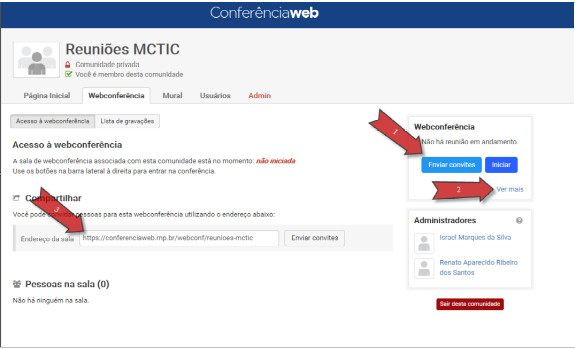 Conferênciaweb
Reuniões MCTIC
Comunidade privada
Você é membro desta comunidade
Página Inicial Webconferência Mural Usuários Admin
Acesso à webconferência Lista de gravações
Acesso à webconferência
A sala de webconferência associada com esta comunidade está no momento: não iniciada
Use os botões na barra lateral à direita para entrar na conferência.
Compartilhar
Você pode pessoas para esta webconferência utilizando o endereço abaixo:
Endereço da sala https://conferenciaweb.rnp.br/webconf/reunioes-mctic Enviar convites
Pessoas na sala (0)
Não há ninguém na sala.
1
Webconferência
Não há reunião em andamento.
Enviar convites Iniciar
2
Ver mais
Administradores
Israel Marques da Silva
Renato Aparecido Ribeiro
dos Santos
Sair desta comunidade